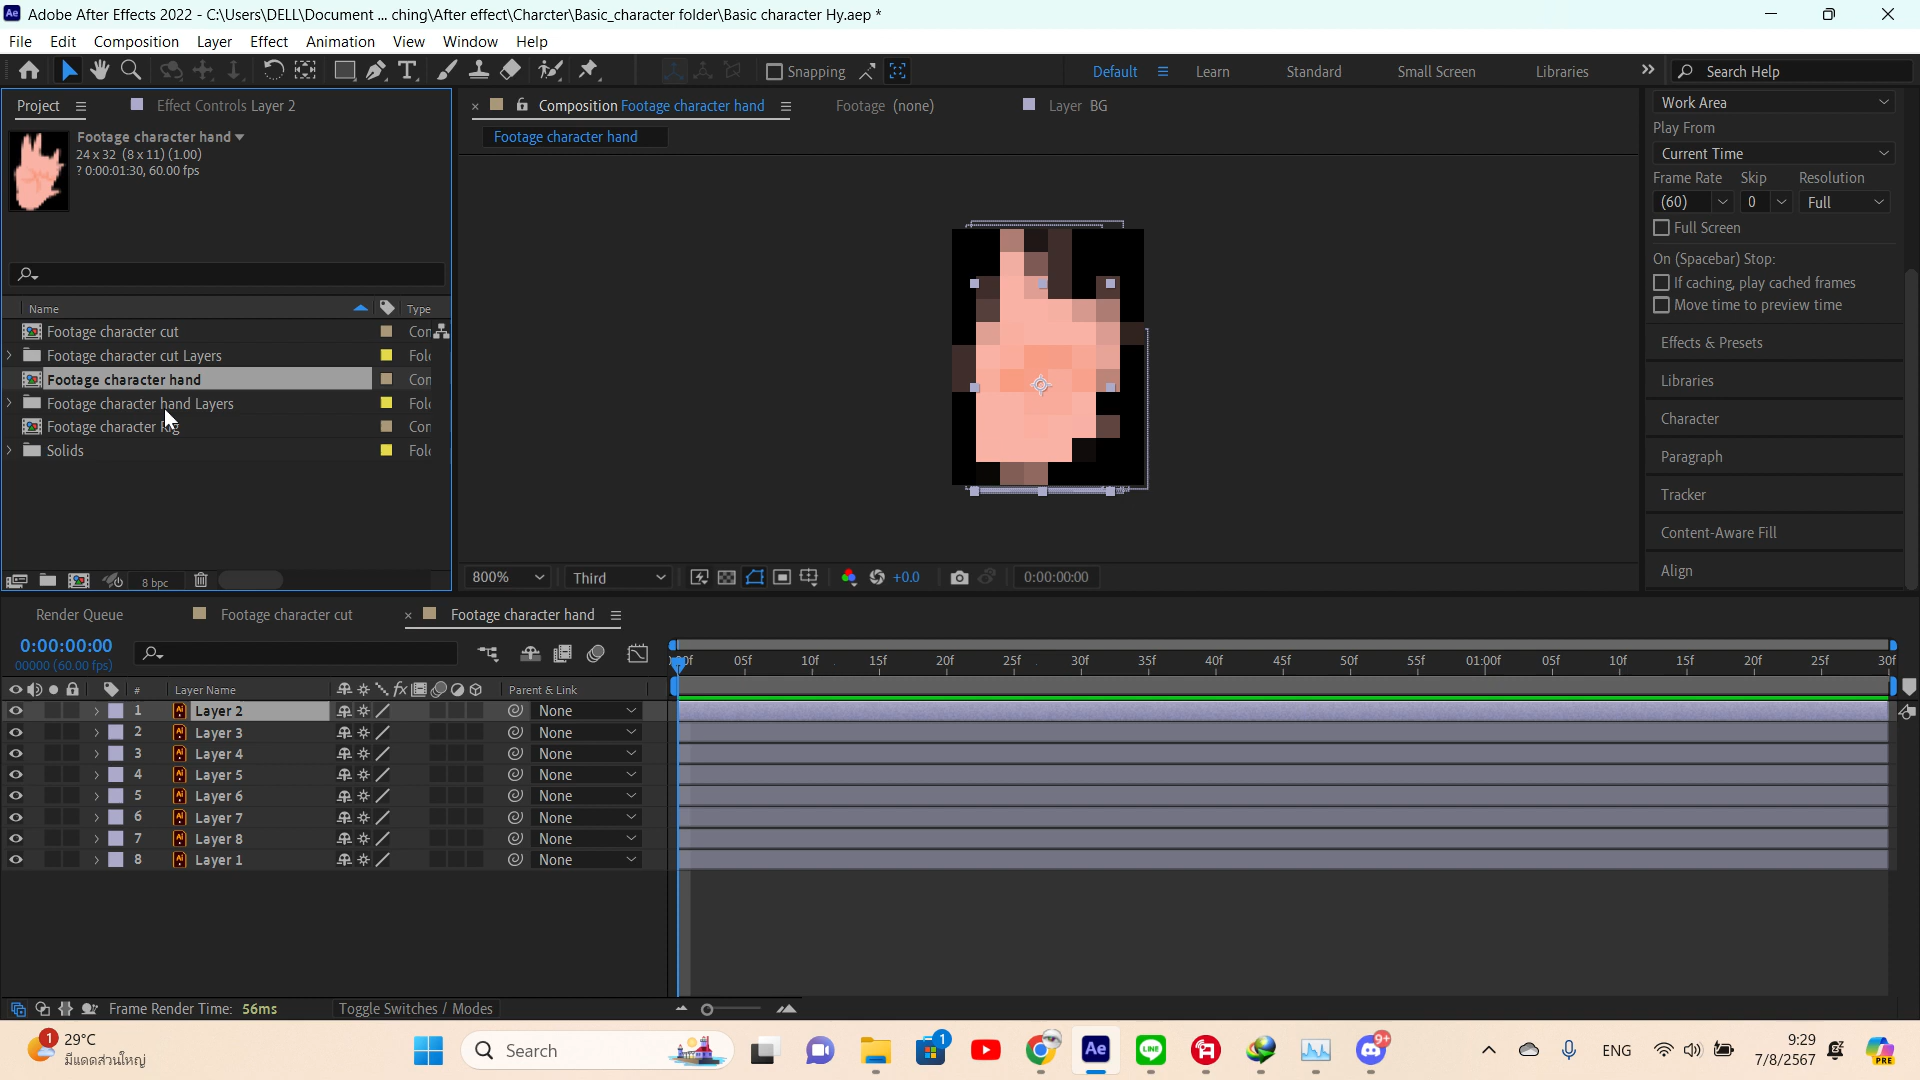 Adobe After Effects 2022 - C:\Users\DELL\Document ... ching\After effect\Charcter\Basic_character folder\Basic character Hy.aep *
File Edit Composition Layer Effect Animation View Window Help
Snapping
Default Learn Standard Small Screen Libraries
Search Help
Project
Effect Controls Layer 2
Composition Footage character hand
Footage (none)
Layer BG
Footage character hand
Footage character hand
24 x 32 (8 x 11) (1.00)
? 0:00:01:30, 60.00 fps
Name Type
Footage character cut
Footage character cut Layers
Footage character hand
Footage character hand Layers
Footage character Rig
Solids
8 bpc
800%
Third
+0.0
0:00:00:00
Work Area
Play From
Current Time
Frame Rate Skip Resolution
(60) 0 Full
Full Screen
On (Spacebar) Stop:
If caching, play cached frames
Move time to preview time
Effects & Presets
Libraries
Character
Paragraph
Tracker
Content-Aware Fill
Align
Render Queue
Footage character cut
Footage character hand
0:00:00:00
00000 (60.00 fps)
05f 10f 15f 20f 25f 30f 35f 40f 45f 50f 55f 01:00f 05f 10f 15f 20f 25f 30f
# Layer Name Parent & Link
1 Layer 2 None
2 Layer 3 None
3 Layer 4 None
4 Layer 5 None
5 Layer 6 None
6 Layer 7 None
7 Layer 8 None
8 Layer 1 None
Frame Render Time: 56ms
Toggle Switches / Modes
1
29°C
มีแดดส่วนใหญ่
Search
1
Ae
LINE
9+
ENG
9:29
7/8/2567
PRE